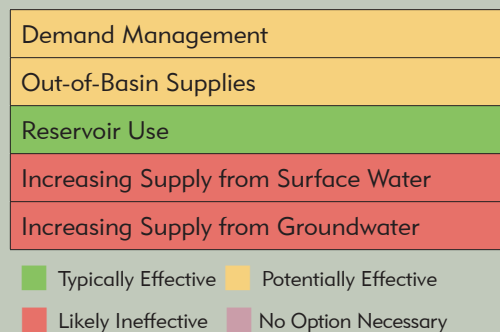 Demand Management
Out-of-Basin Supplies
Reservoir Use
Increasing Supply from Surface Water
Increasing Supply from Groundwater
Typically Effective Potentially Effective
Likely Ineffective No Option Necessary